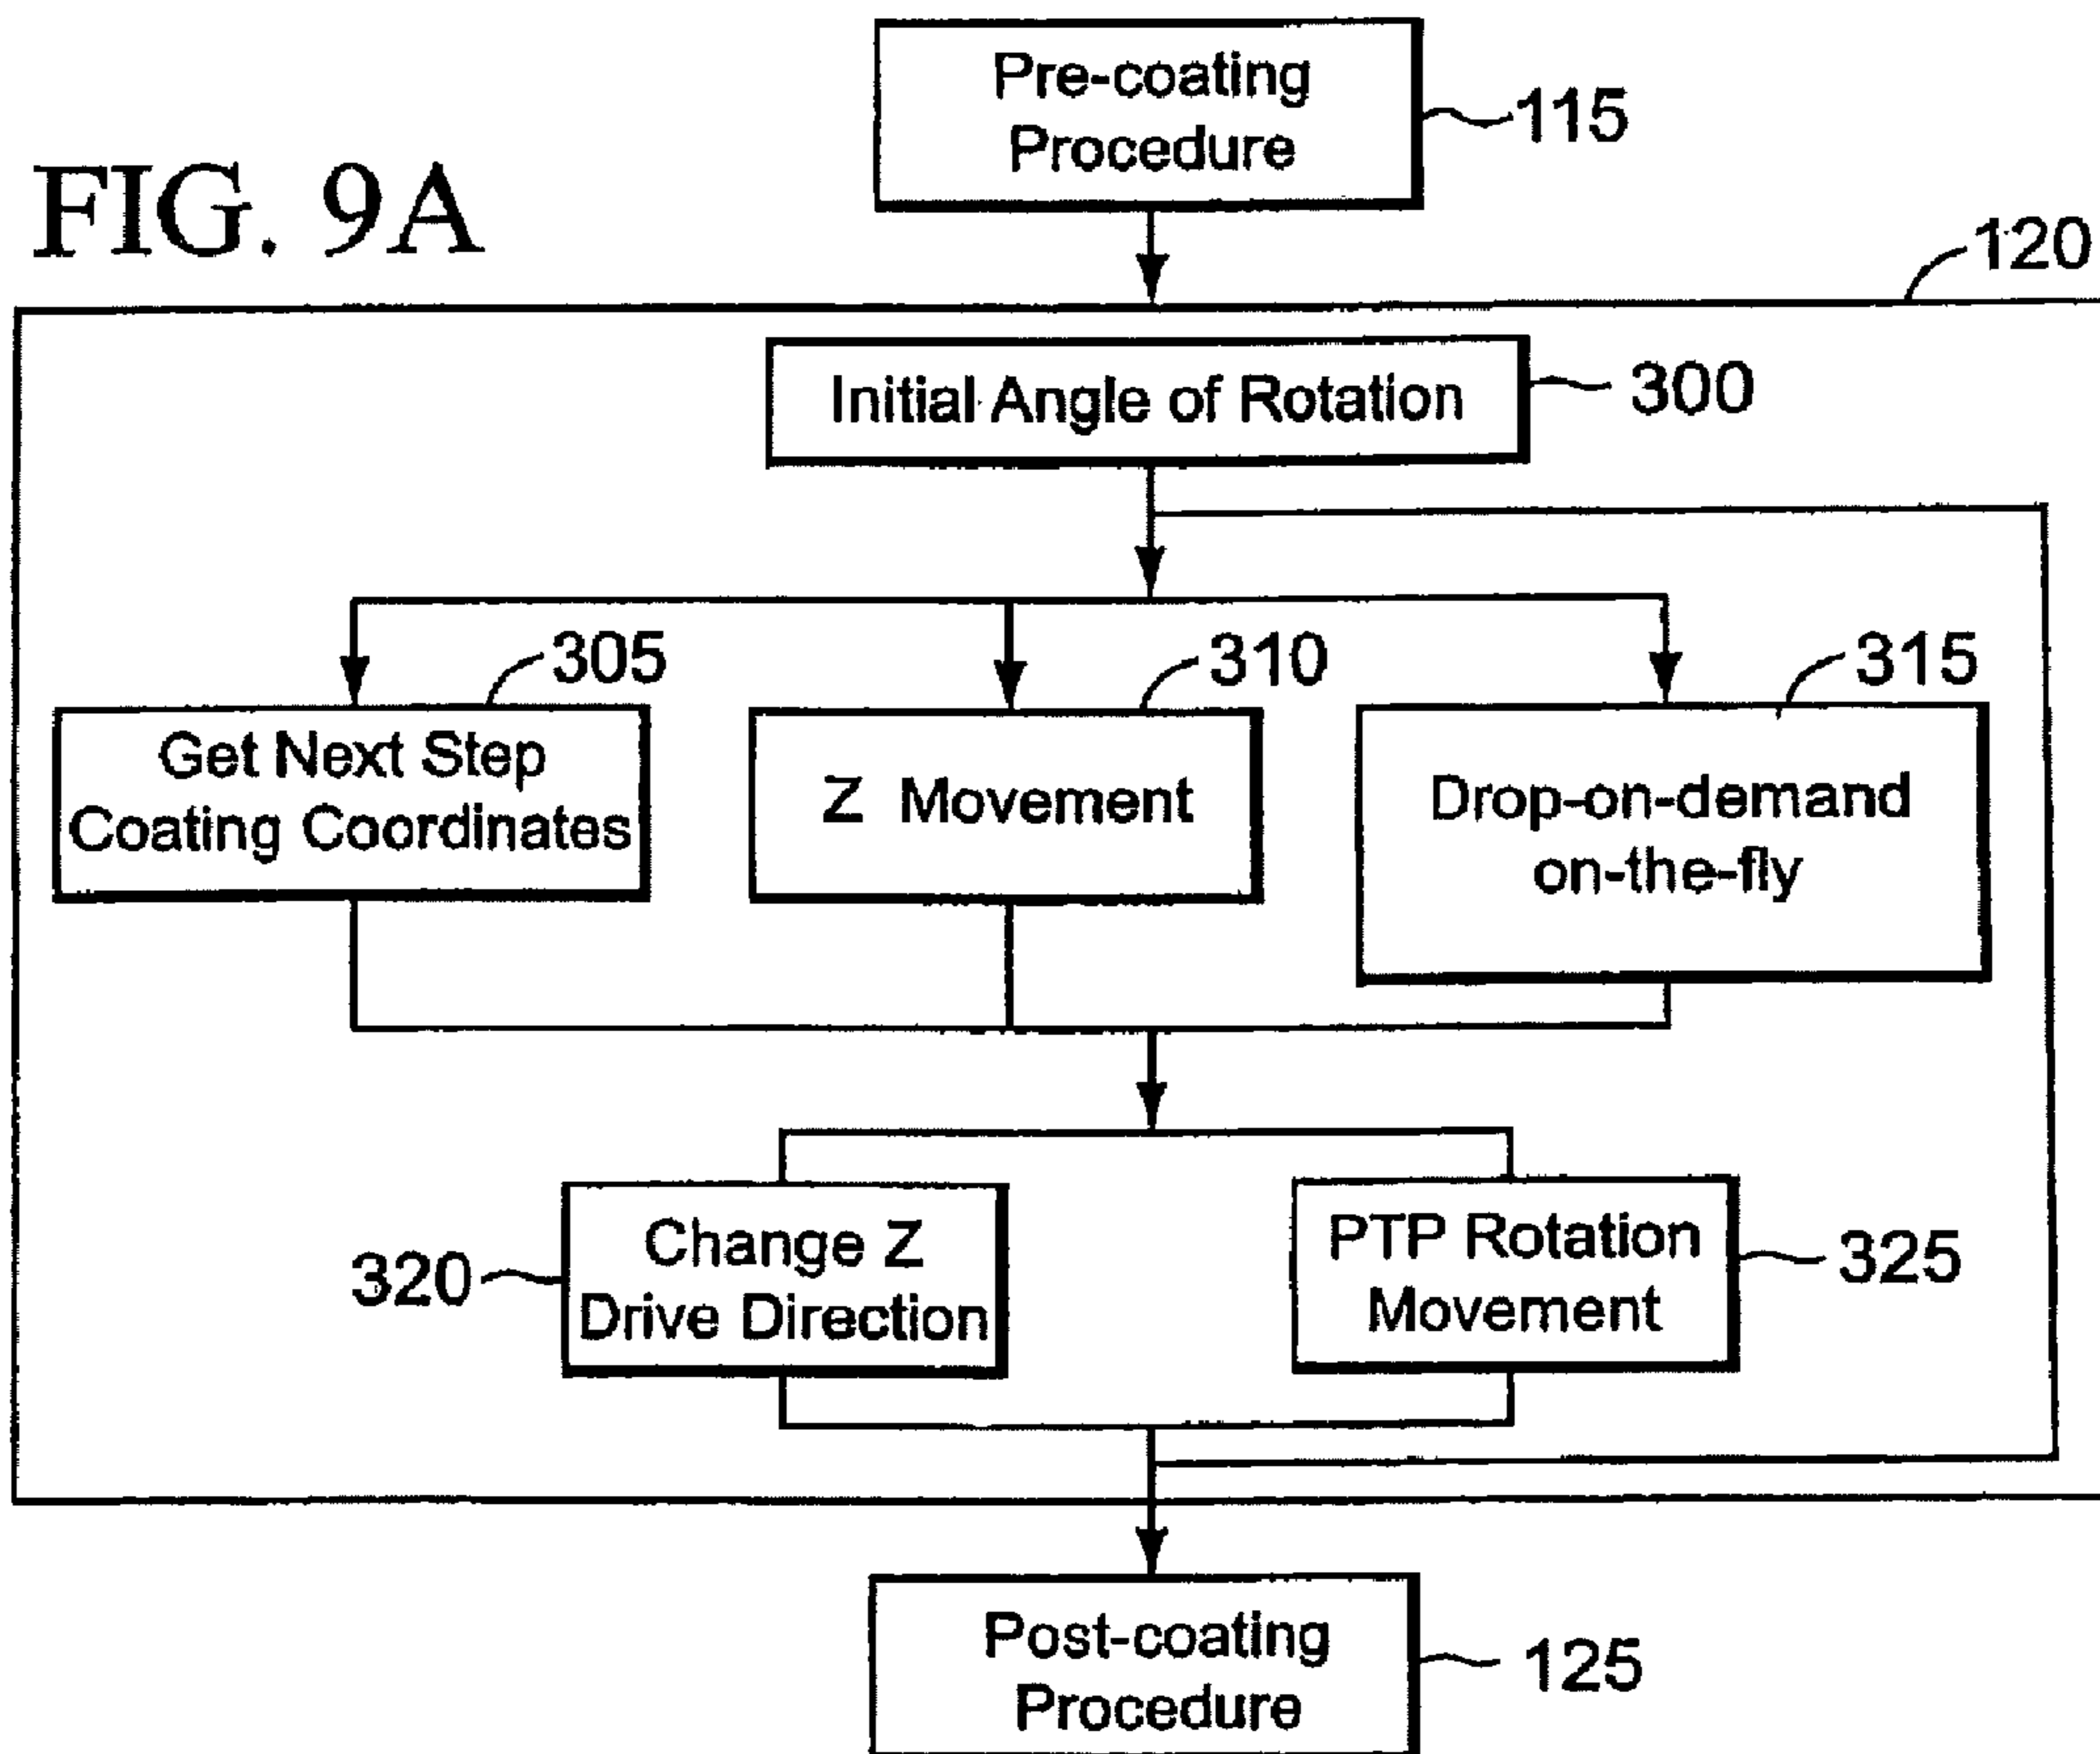 Pre-coating
Procedure
115
FIG. 9A
120
Initial Angle of Rotation
300
305
310
315
Get Next Step
Coating Coordinates
Z Movement
Drop-on-demand
on-the-fly
320
Change Z
Drive Direction
PTP Rotation
Movement
325
Post-coating
Procedure
125